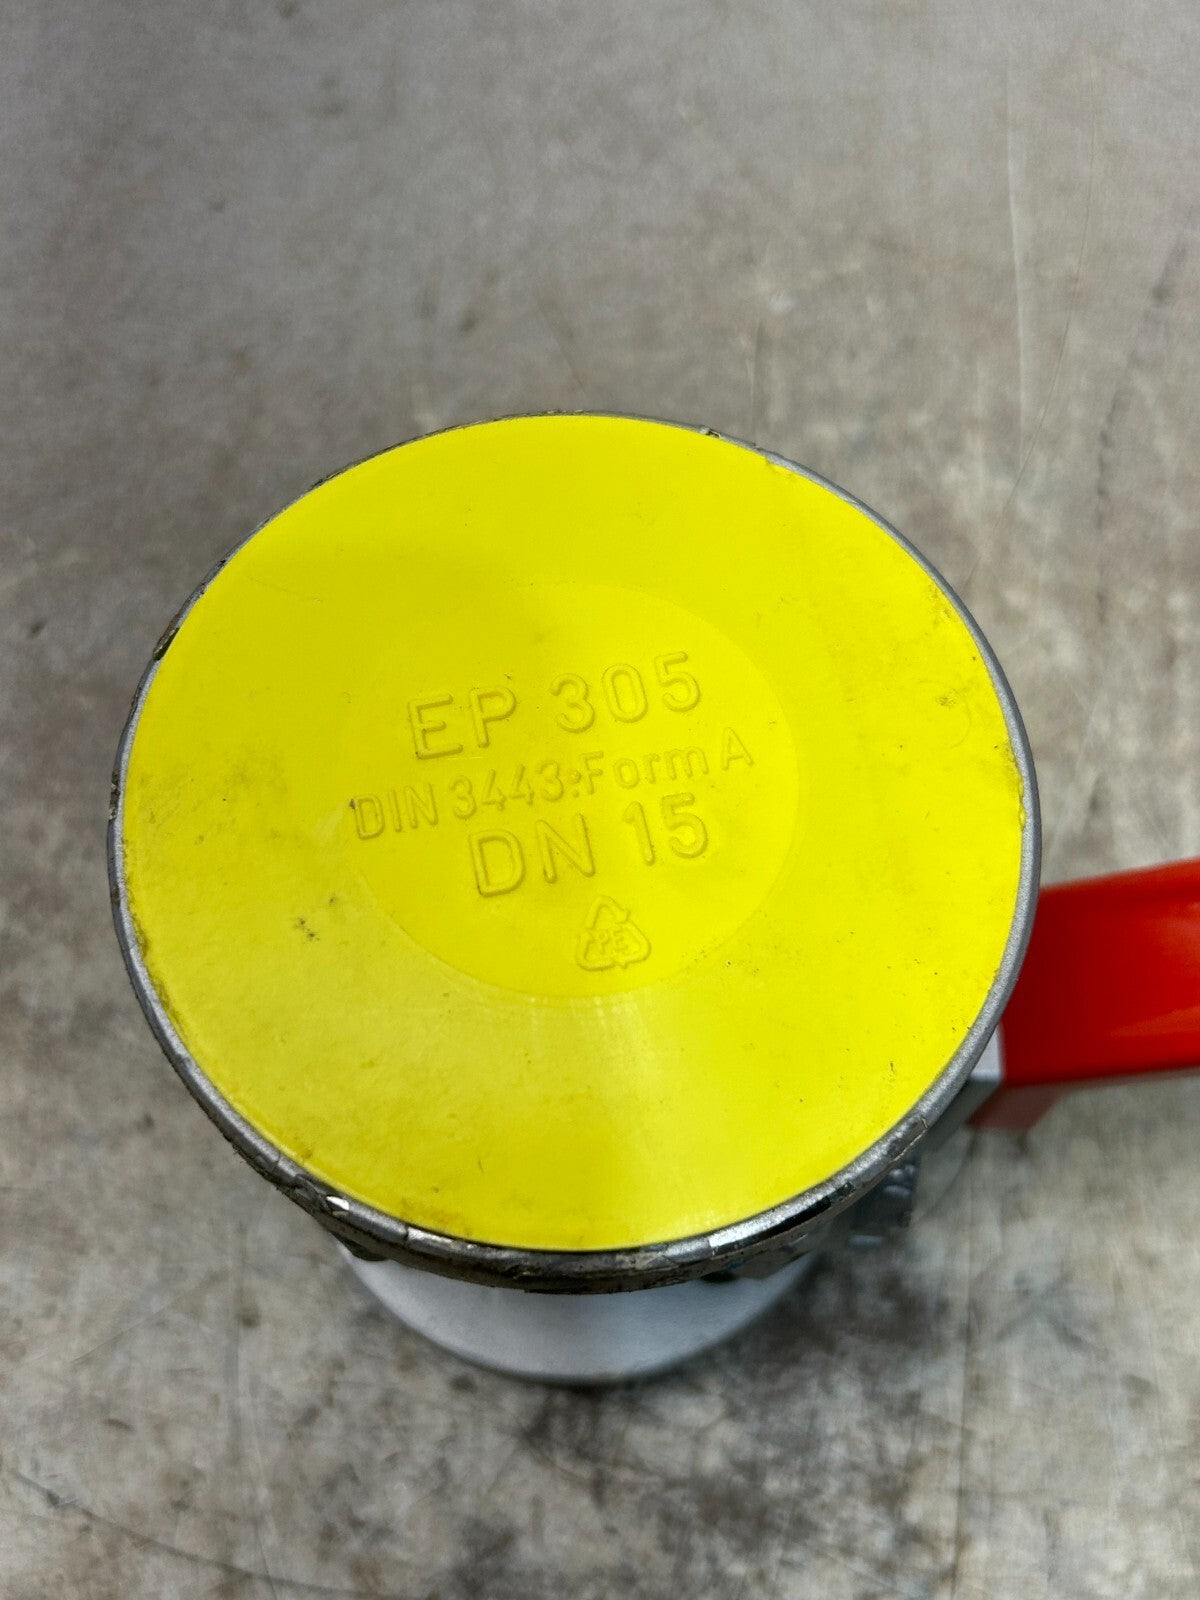 EP 305
DIN 3443:Form A
DN 15
PE